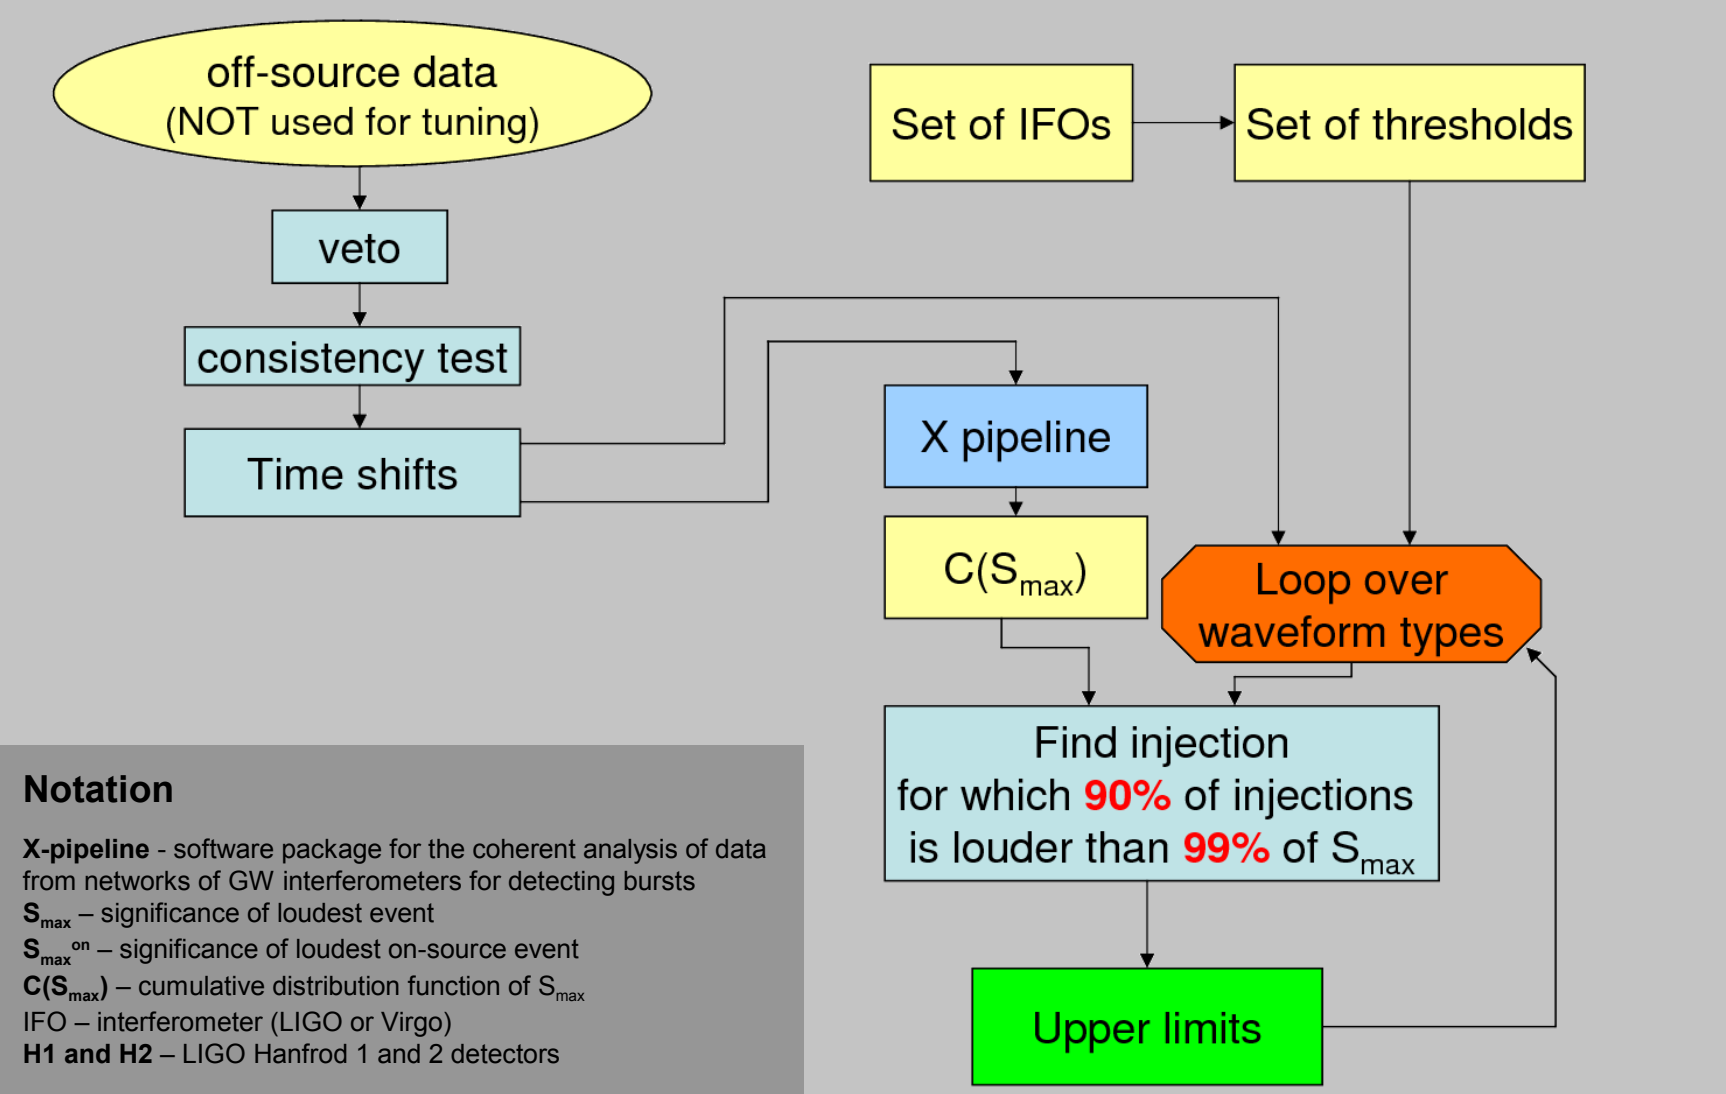 off-source data
(NOT used for tuning)
Set of IFOs
Set of thresholds
veto
consistency test
Time shifts
X pipeline
C(Smax)
Loop over
waveform types
Find injection
for which 90% of injections
is louder than 99% of Smax
Upper limits
Notation
X-pipeline - software package for the coherent analysis of data
from networks of GW interferometers for detecting bursts
Smax – significance of loudest event
Smax on – significance of loudest on-source event
C(Smax) – cumulative distribution function of Smax
IFO – interferometer (LIGO or Virgo)
H1 and H2 – LIGO Hanfrod 1 and 2 detectors